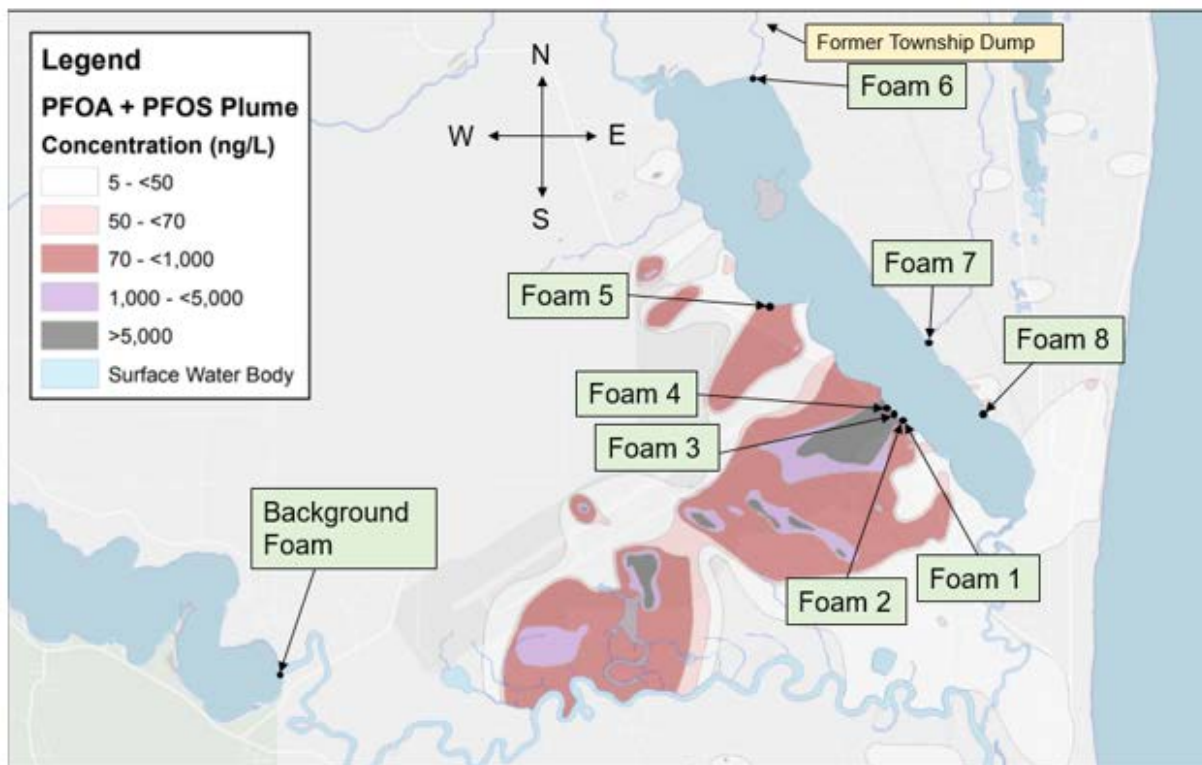 Legend
PFOA + PFOS Plume
Concentration (ng/L)
5 - <50
50 - <70
70 - <1,000
1,000 - <5,000
>5,000
Surface Water Body
N
W
E
S
Former Township Dump
Foam 6
Foam 7
Foam 5
Foam 8
Foam 4
Foam 3
Background
Foam
Foam 1
Foam 2